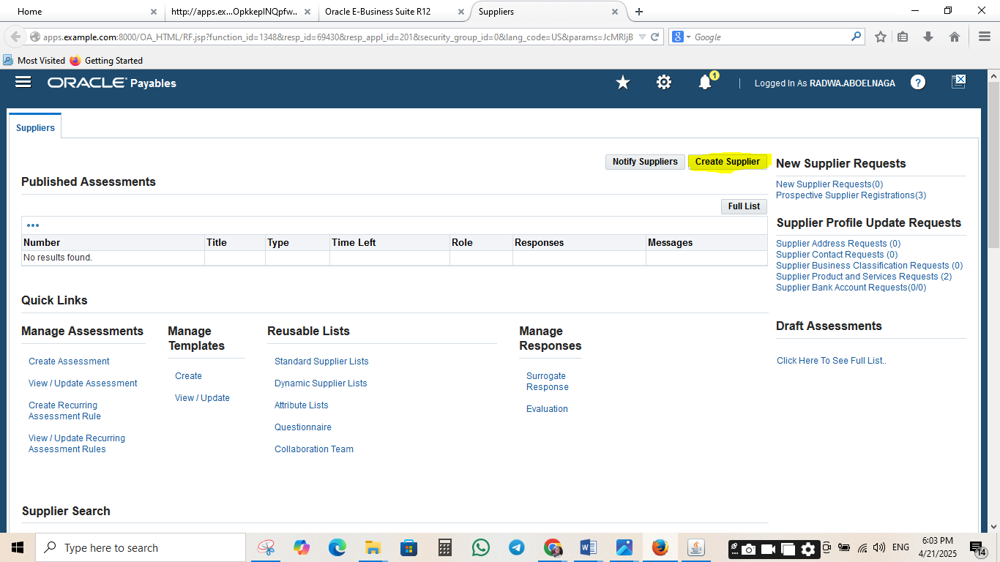 Home
http://apps.ex...OpkkeplNQpfw..
Oracle E-Business Suite R12
Suppliers
apps.example.com:8000/OA_HTML/RF.jsp?function_id=1348&resp_id=69430&resp_appl_id=201&security_group_id=0&lang_code=US&params=JcMRIjB
8
Google
Most Visited
Getting Started
ORACLE Payables
1
Logged In As RADWA.ABOELNAGA
?
Suppliers
Notify Suppliers
Create Supplier
Published Assessments
Full List
Number Title Type Time Left Role Responses Messages
No results found.
Quick Links
Manage Assessments
Create Assessment
View / Update Assessment
Create Recurring
Assessment Rule
View / Update Recurring
Assessment Rules
Manage
Templates
Create
View / Update
Reusable Lists
Standard Supplier Lists
Dynamic Supplier Lists
Attribute Lists
Questionnaire
Collaboration Team
Manage
Responses
Surrogate
Response
Evaluation
New Supplier Requests
New Supplier Requests(0)
Prospective Supplier Registrations(3)
Supplier Profile Update Requests
Supplier Address Requests (0)
Supplier Contact Requests (0)
Supplier Business Classification Requests (0)
Supplier Product and Services Requests (2)
Supplier Bank Account Requests(0/0)
Draft Assessments
Click Here To See Full List..
Supplier Search
Type here to search
ENG
6:03 PM
4/21/2025
14